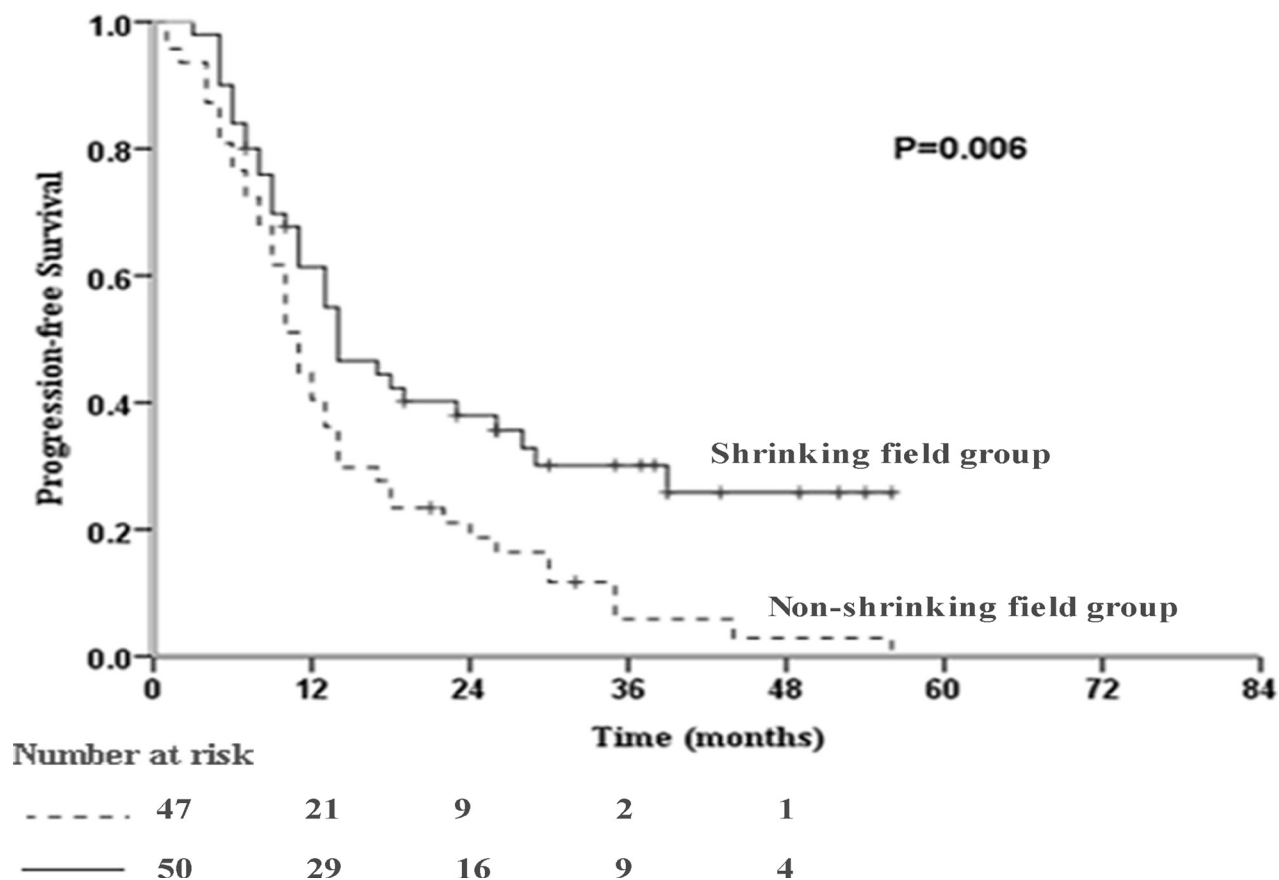 Progression-free Survival
1.0
0.8
0.6
0.4
0.2
0.0
P=0.006
Shrinking field group
Non-shrinking field group
0 12 24 36 48 60 72 84
Time (months)
Number at risk
47 21 9 2 1
50 29 16 9 4